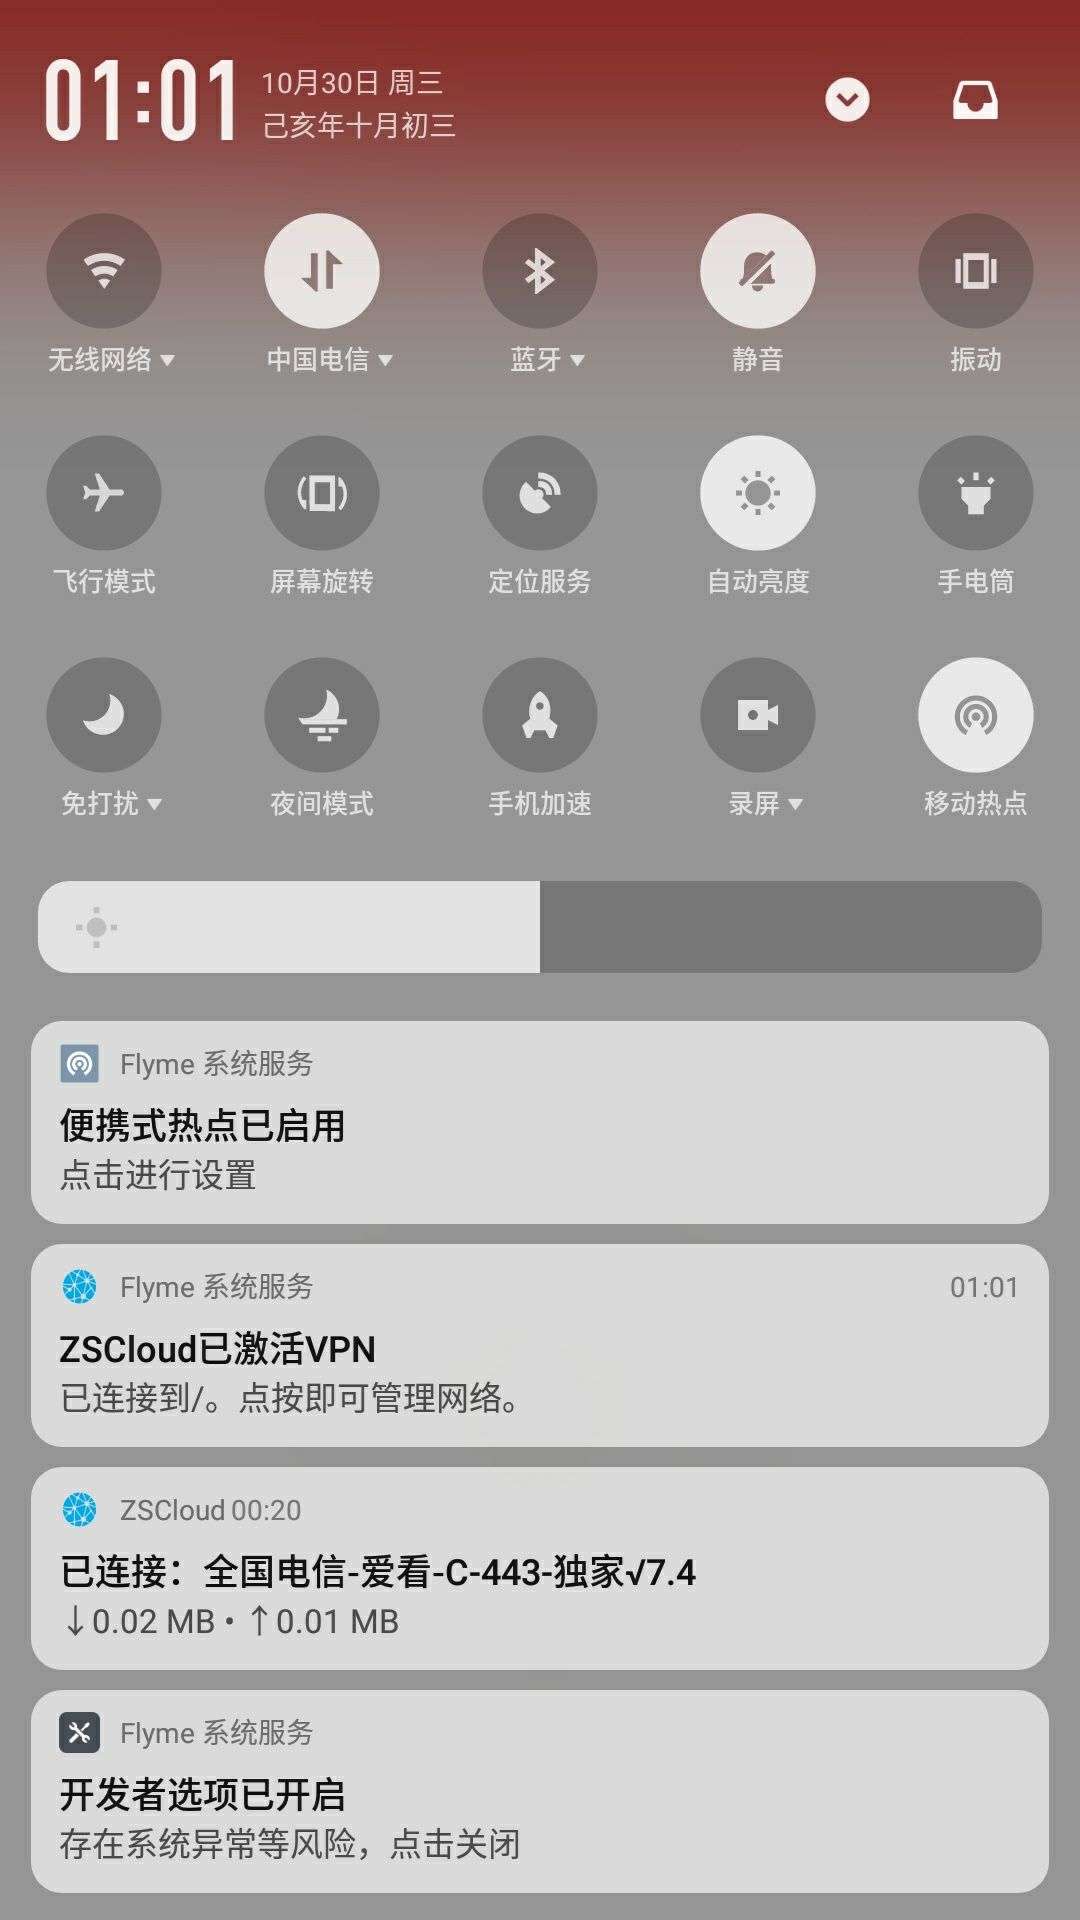 01:01
10月30日 周三
己亥年十月初三
无线网络
中国电信
蓝牙
静音
振动
飞行模式
屏幕旋转
定位服务
自动亮度
手电筒
免打扰
夜间模式
手机加速
录屏
移动热点
Flyme 系统服务
便携式热点已启用
点击进行设置
Flyme 系统服务 01:01
ZSCloud已激活VPN
已连接到/。点按即可管理网络。
ZSCloud 00:20
已连接：全国电信-爱看-C-443-独家√7.4
↓0.02 MB • ↑0.01 MB
Flyme 系统服务
开发者选项已开启
存在系统异常等风险，点击关闭